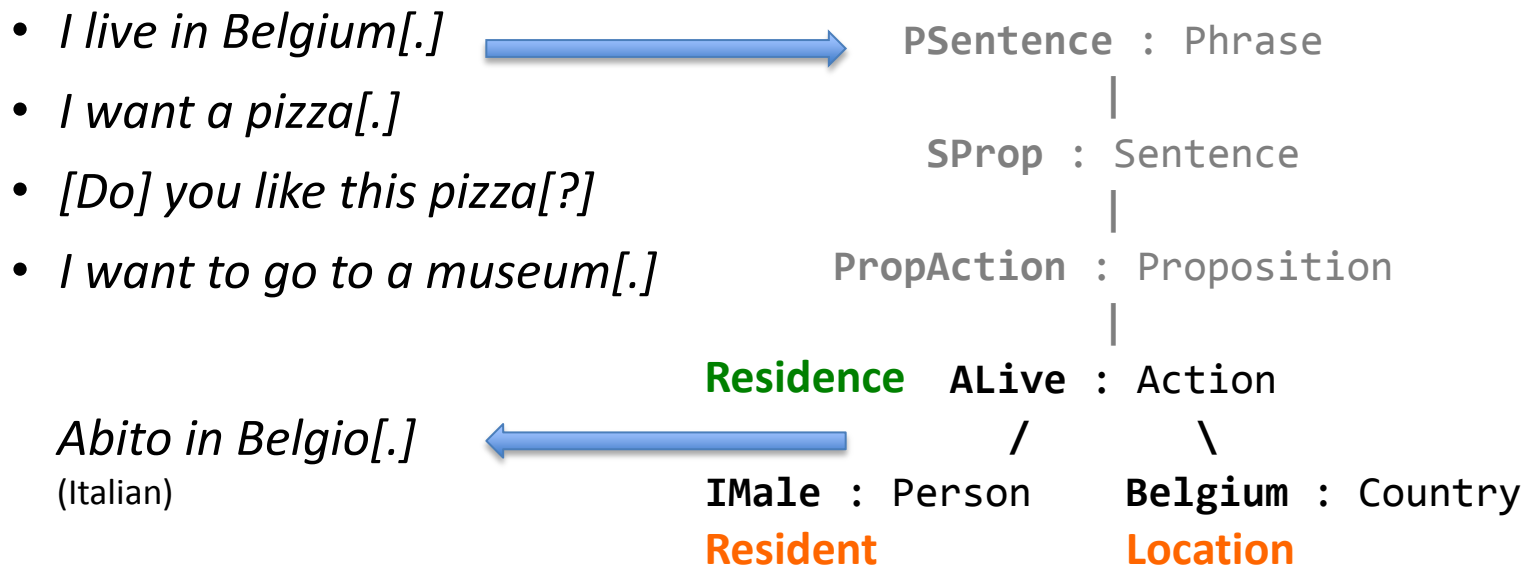 • I live in Belgium[.]
• I want a pizza[.]
• [Do] you like this pizza[?]
• I want to go to a museum[.]
Abito in Belgio[.]
(Italian)
PSentence : Phrase
|
SProp : Sentence
|
PropAction : Proposition
|
Residence ALive : Action
/ \
IMale : Person Belgium : Country
Resident Location